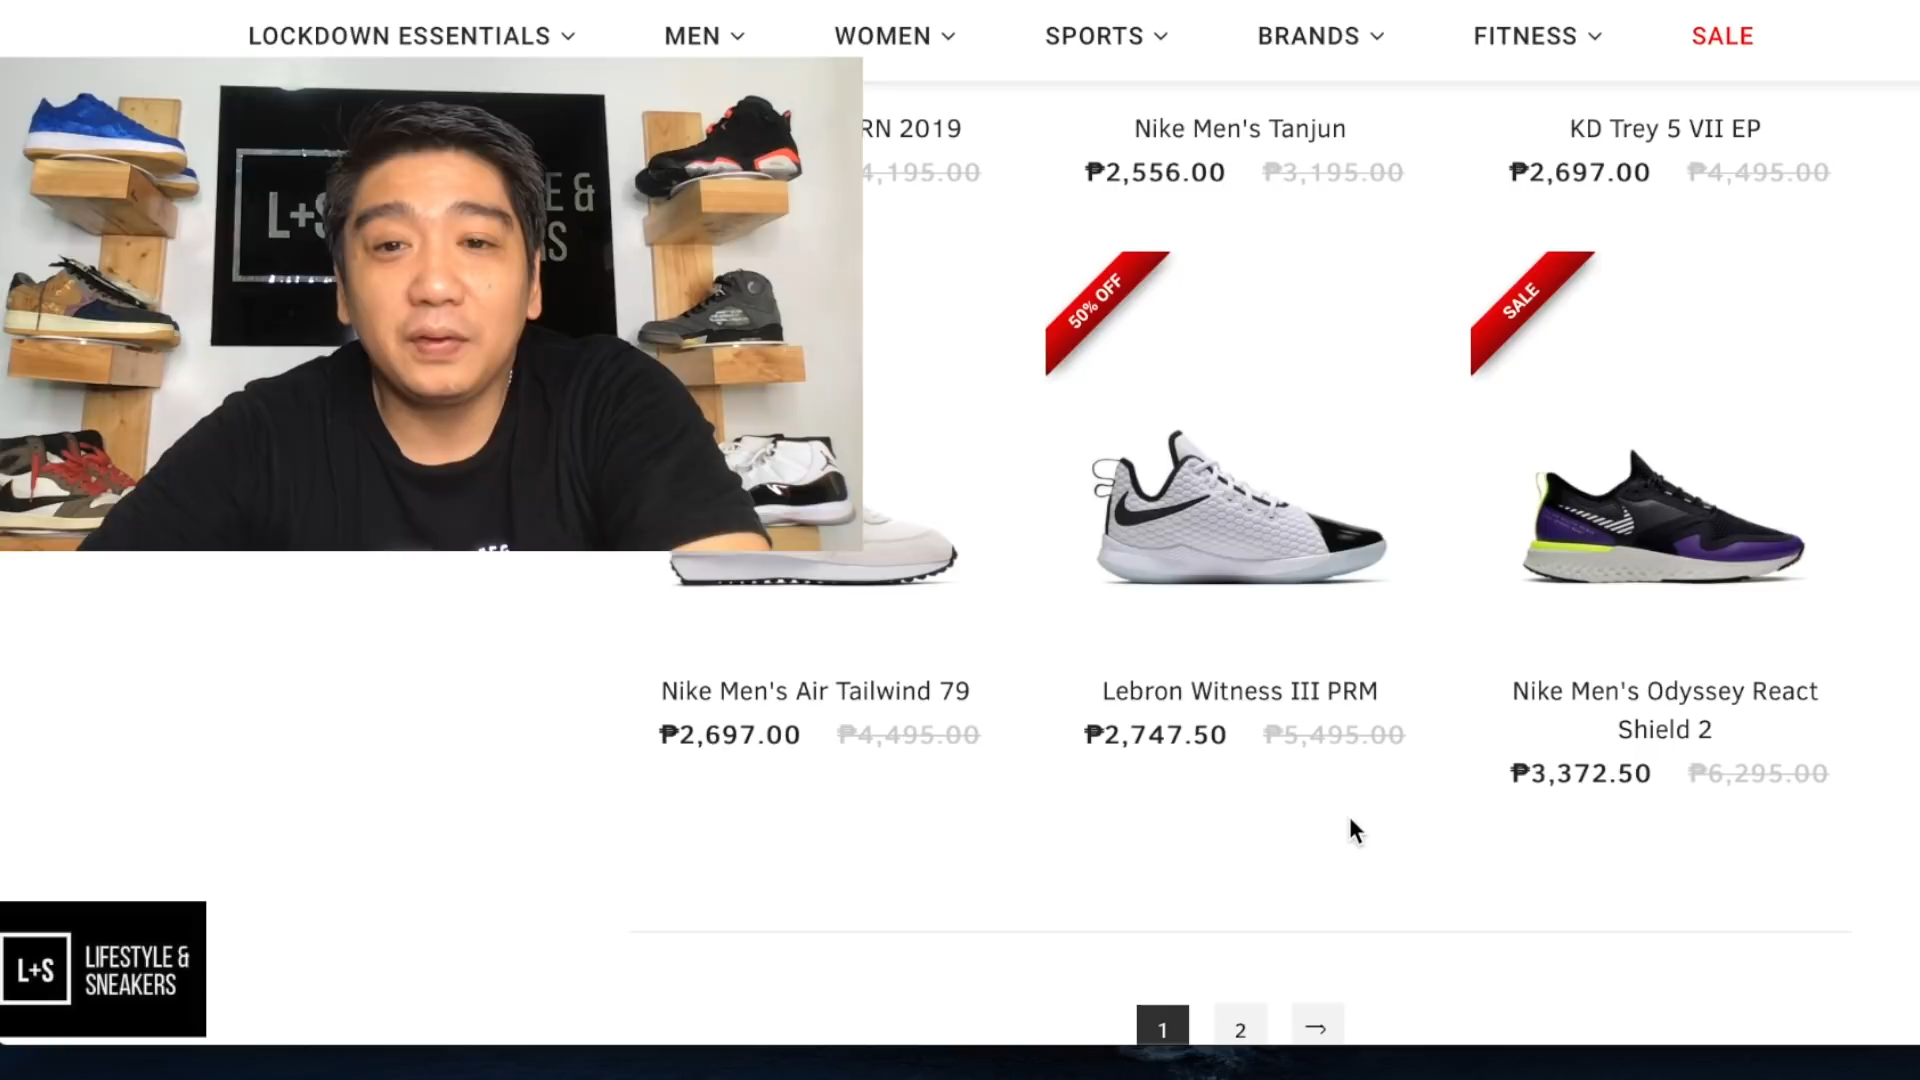 LOCKDOWN ESSENTIALS MEN WOMEN SPORTS BRANDS FITNESS SALE
RN 2019
4,195.00
Nike Men's Tanjun
₱2,556.00 ₱3,195.00
KD Trey 5 VII EP
₱2,697.00 ₱4,495.00
L+S
E &
S
50% OFF
SALE
Nike Men's Air Tailwind 79
₱2,697.00 ₱4,495.00
Lebron Witness III PRM
₱2,747.50 ₱5,495.00
Nike Men's Odyssey React
Shield 2
₱3,372.50 ₱6,295.00
L+S
LIFESTYLE &
SNEAKERS
1 2 →